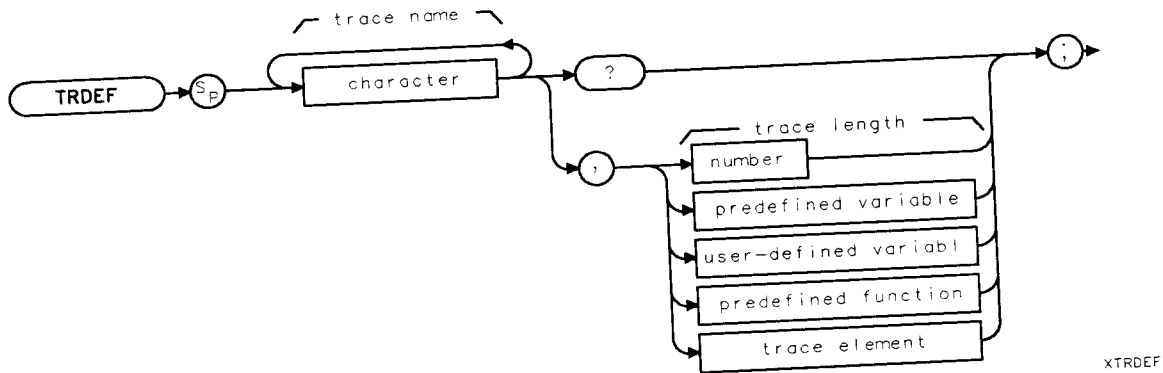 trace name
TRDEF
Sp
character
?
;
,
trace length
number
predefined variable
user-defined variabl
predefined function
trace element
XTRDEF